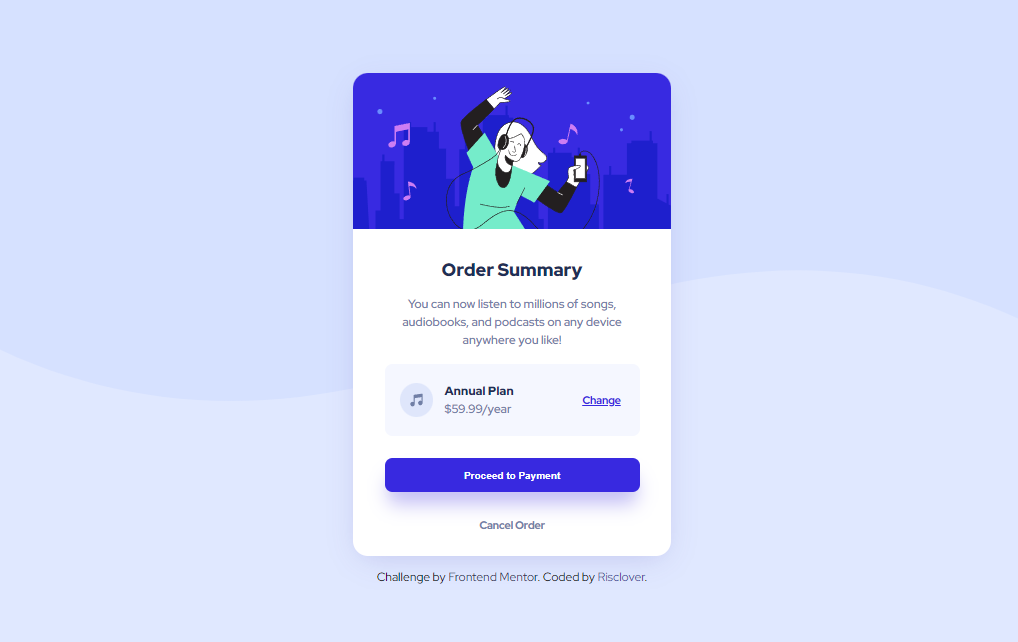 Order Summary
You can now listen to millions of songs,
audiobooks, and podcasts on any device
anywhere you like!
Annual Plan
$59.99/year
Change
Proceed to Payment
Cancel Order
Challenge by Frontend Mentor. Coded by Risclover.